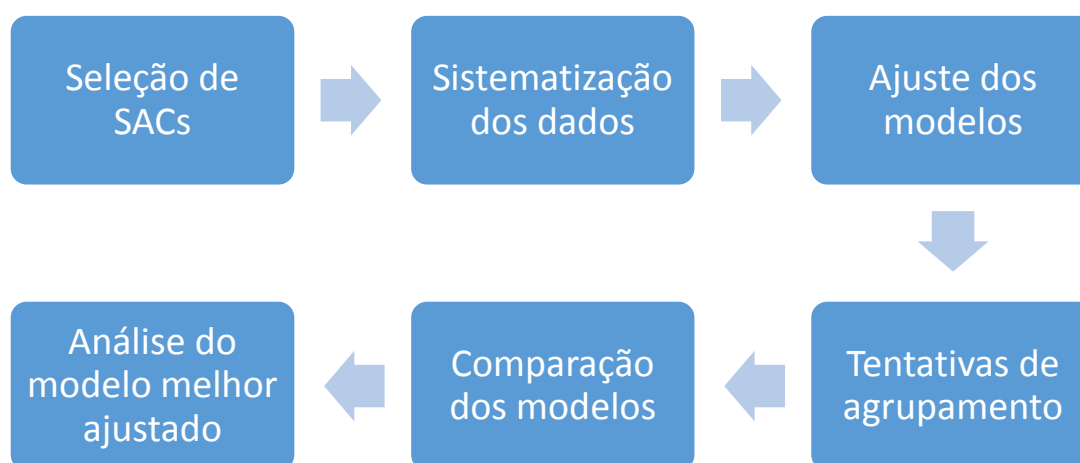 Seleção de
SACs
Sistematização
dos dados
Ajuste dos
modelos
Tentativas de
agrupamento
Comparação
dos modelos
Análise do
modelo melhor
ajustado